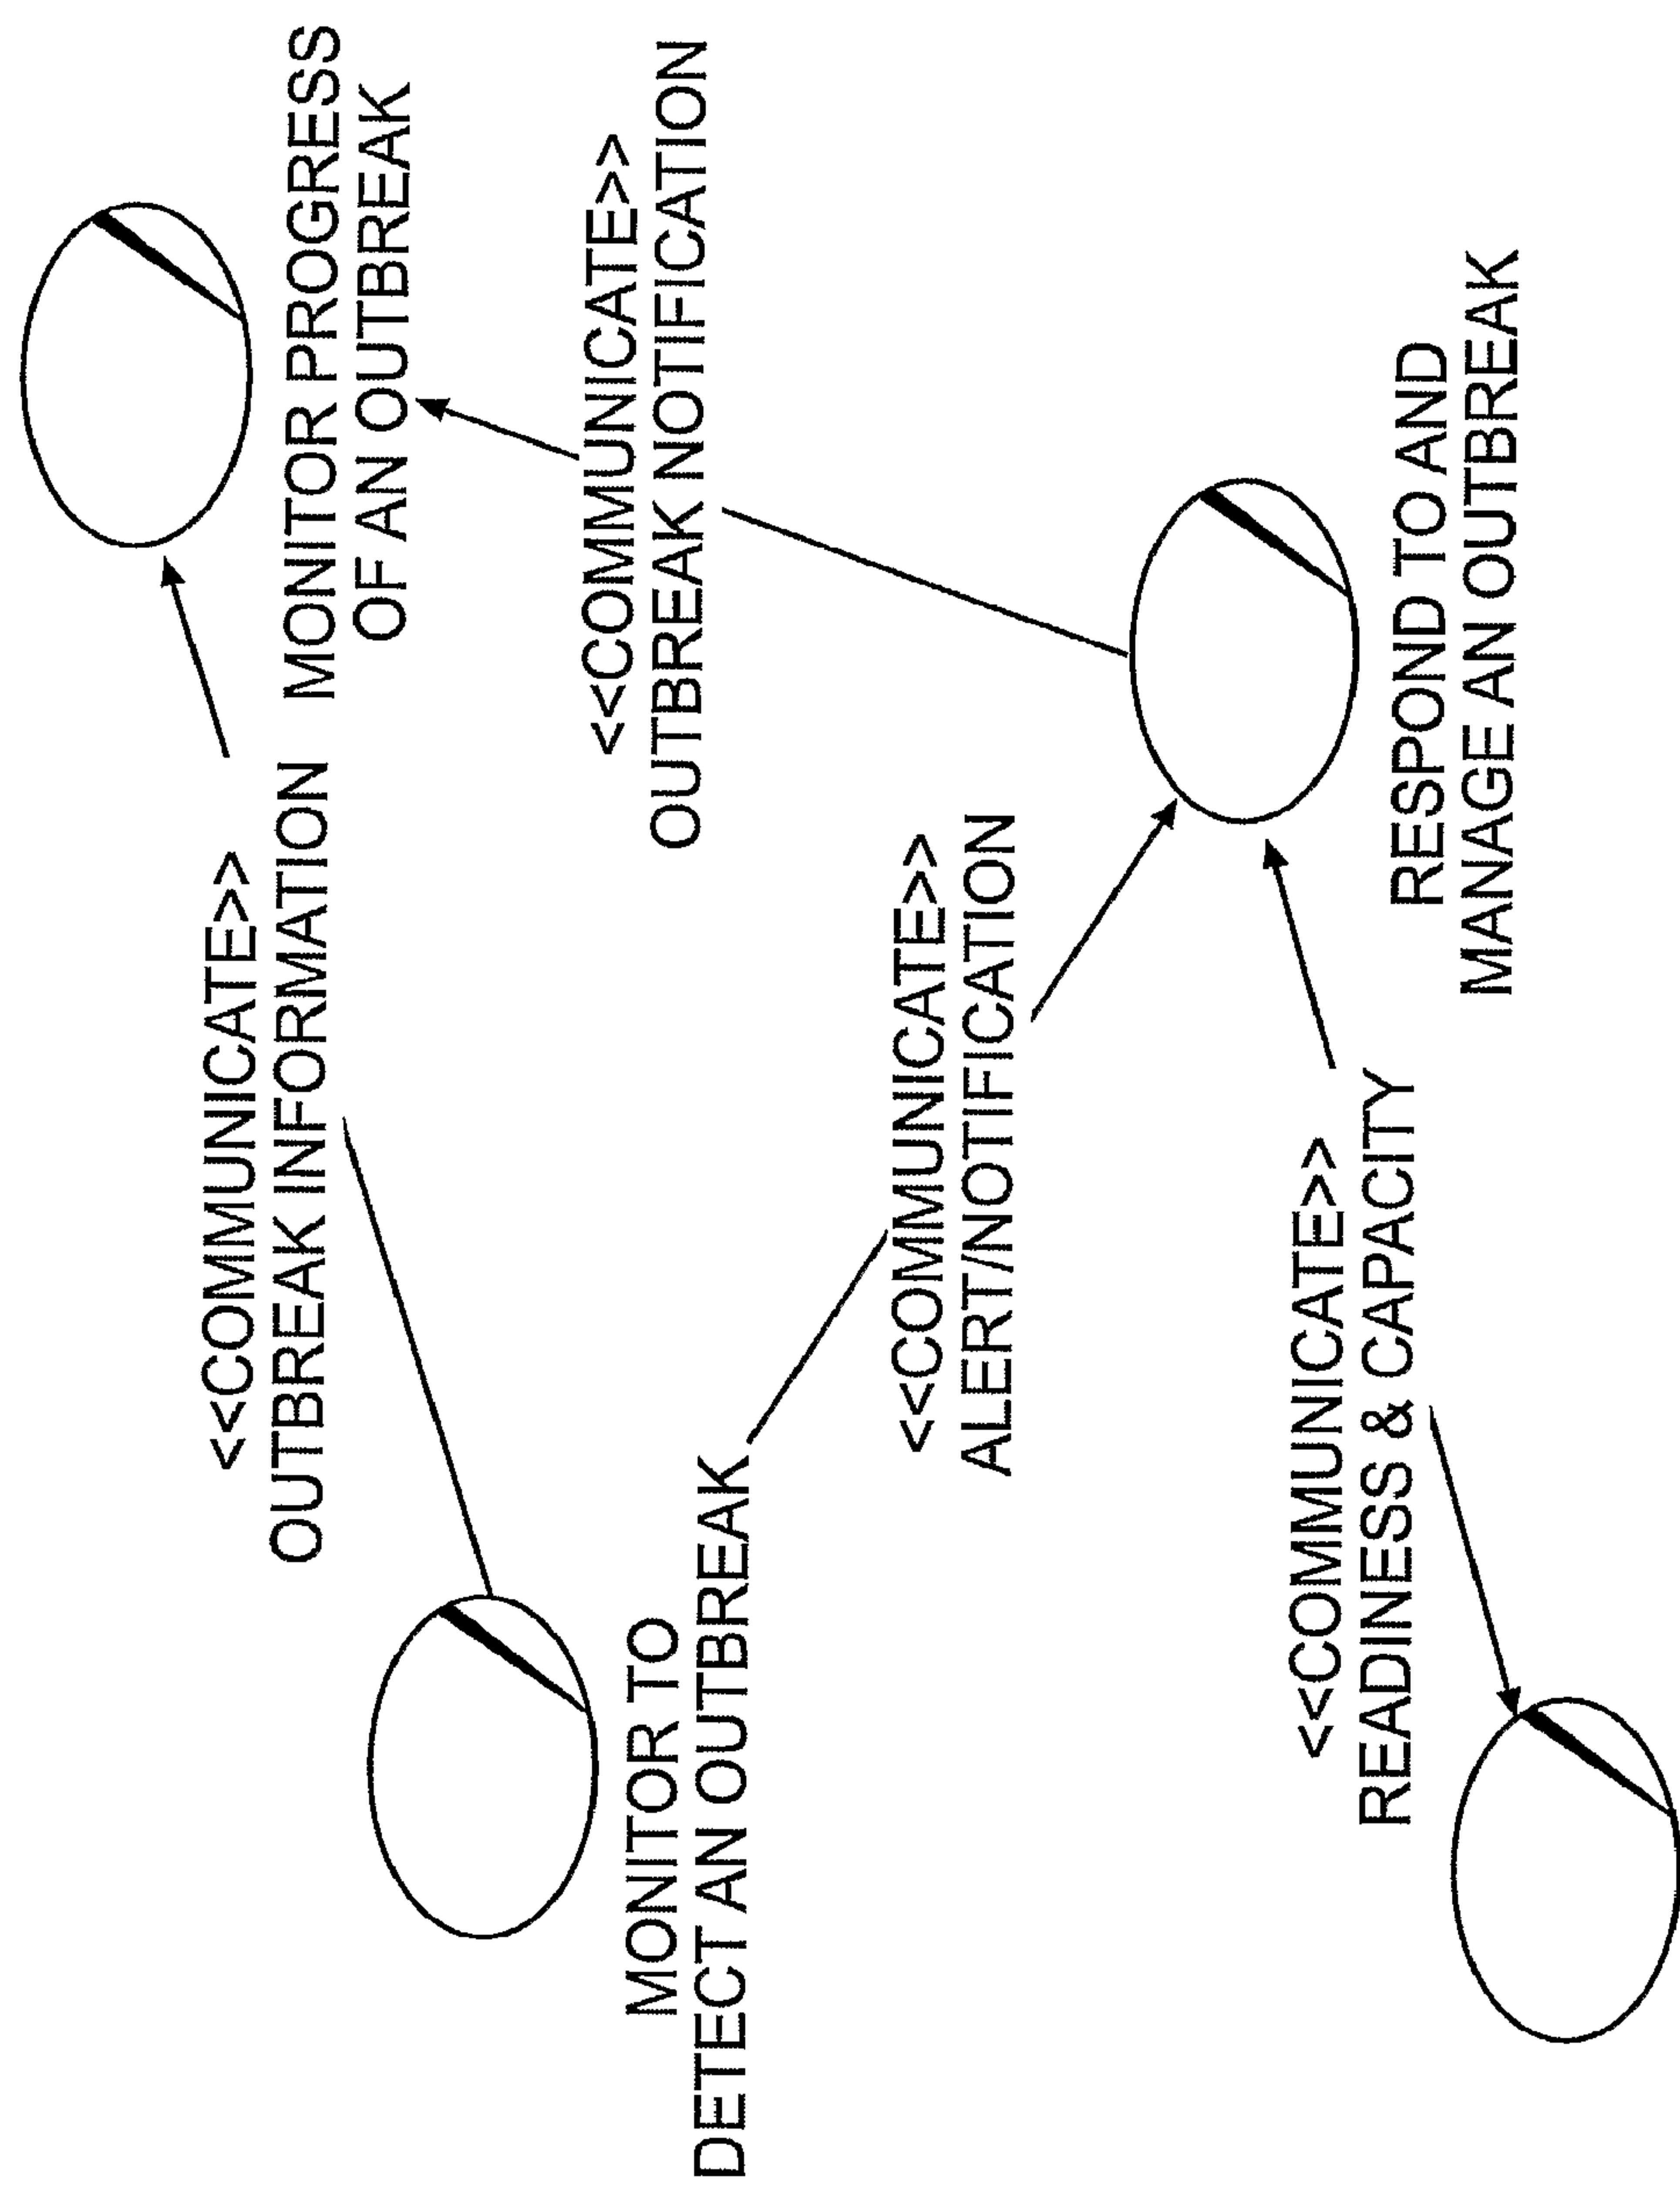 <<COMMUNICATE>>
OUTBREAK INFORMATION
MONITOR PROGRESS
OF AN OUTBREAK
MONITOR TO
DETECT AN OUTBREAK
<<COMMUNICATE>>
OUTBREAK NOTIFICATION
<<COMMUNICATE>>
ALERT/NOTIFICATION
<<COMMUNICATE>>
READINESS & CAPACITY
RESPOND TO AND
MANAGE AN OUTBREAK